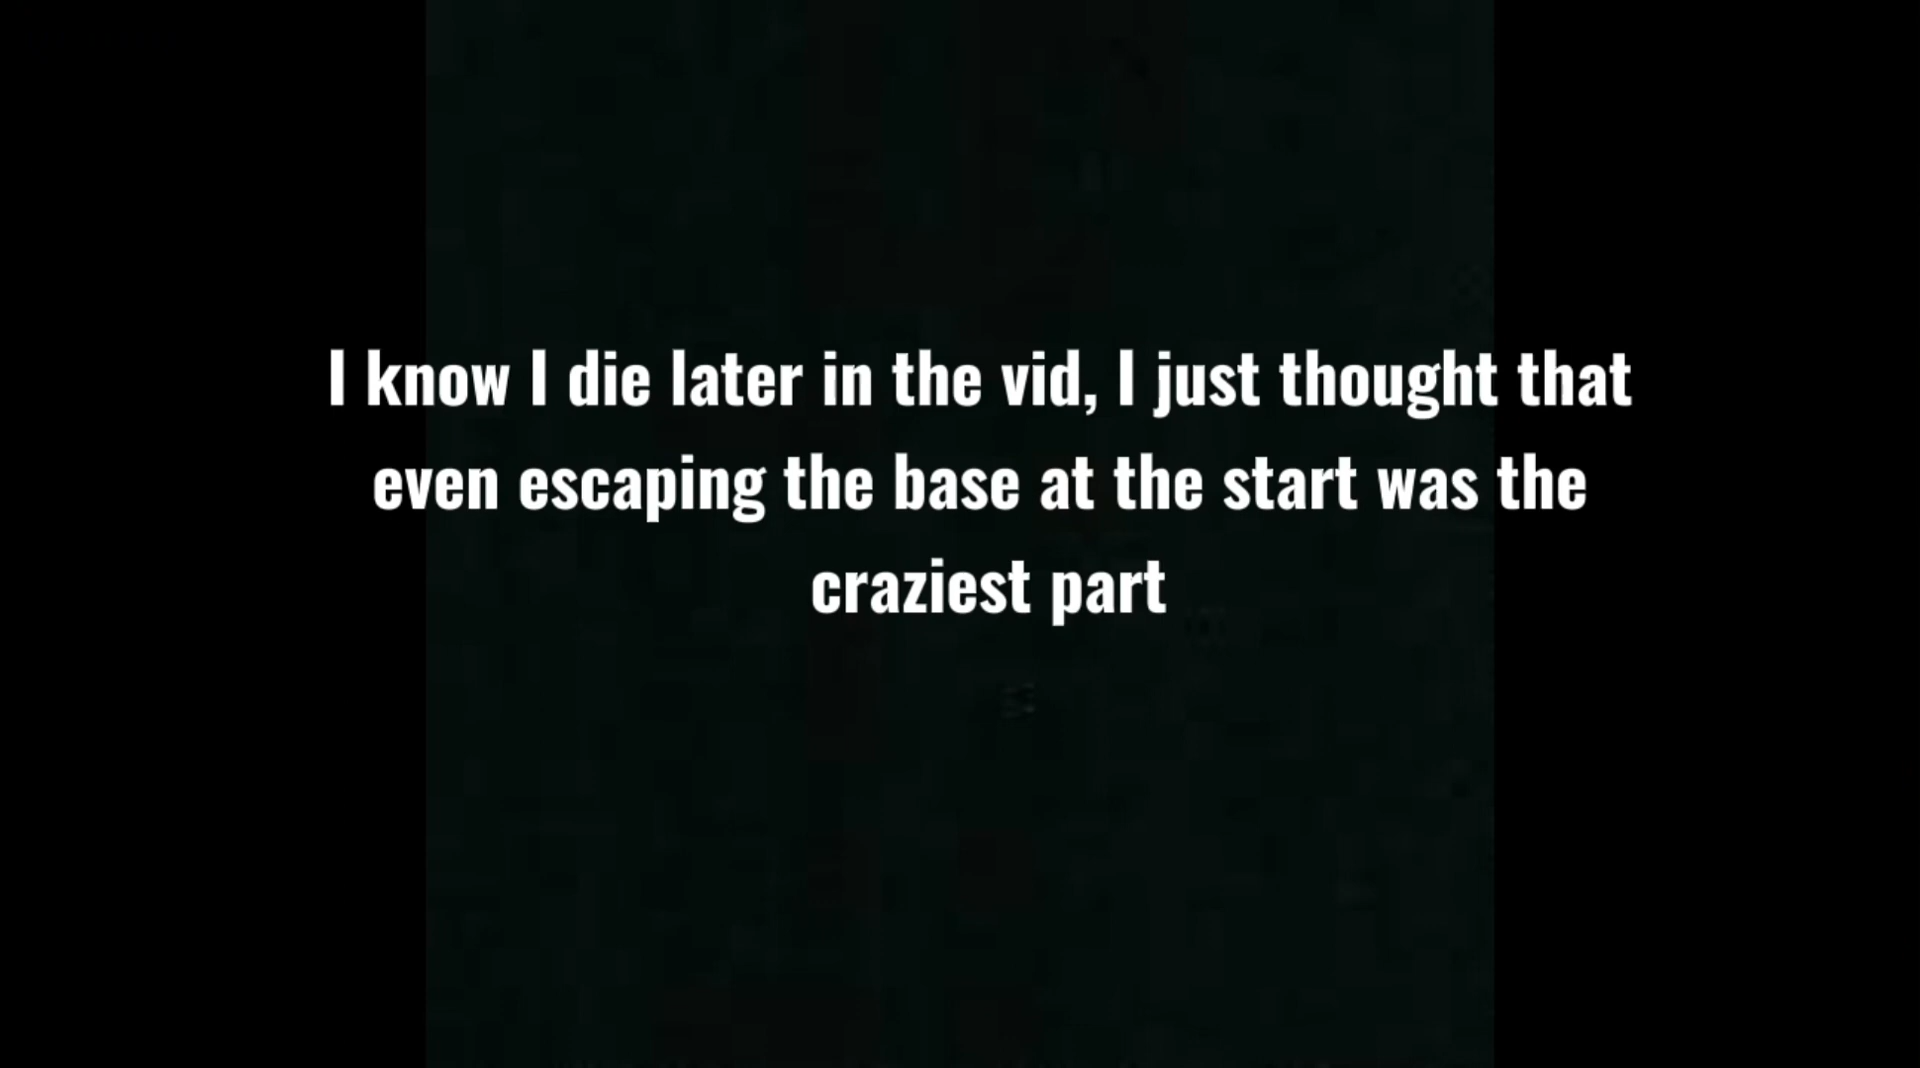 I know I die later in the vid, I just thought that
even escaping the base at the start was the
craziest part